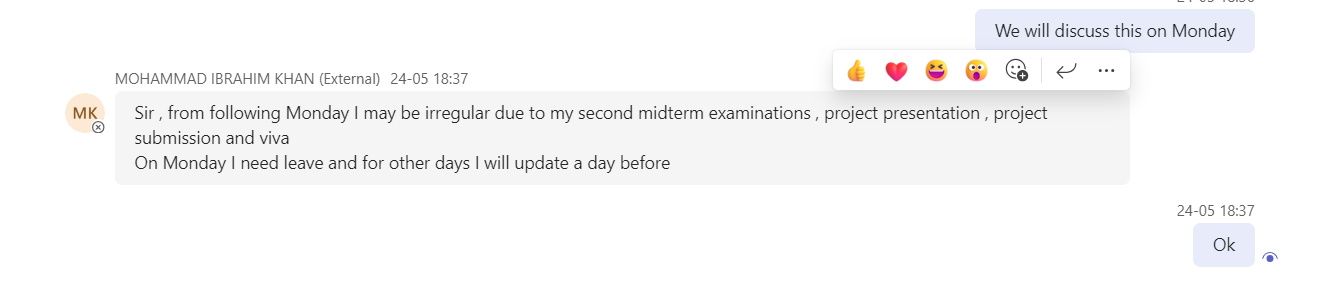 We will discuss this on Monday
MOHAMMAD IBRAHIM KHAN (External) 24-05 18:37
MK
Sir , from following Monday I may be irregular due to my second midterm examinations , project presentation , project
submission and viva
On Monday I need leave and for other days I will update a day before
24-05 18:37
Ok